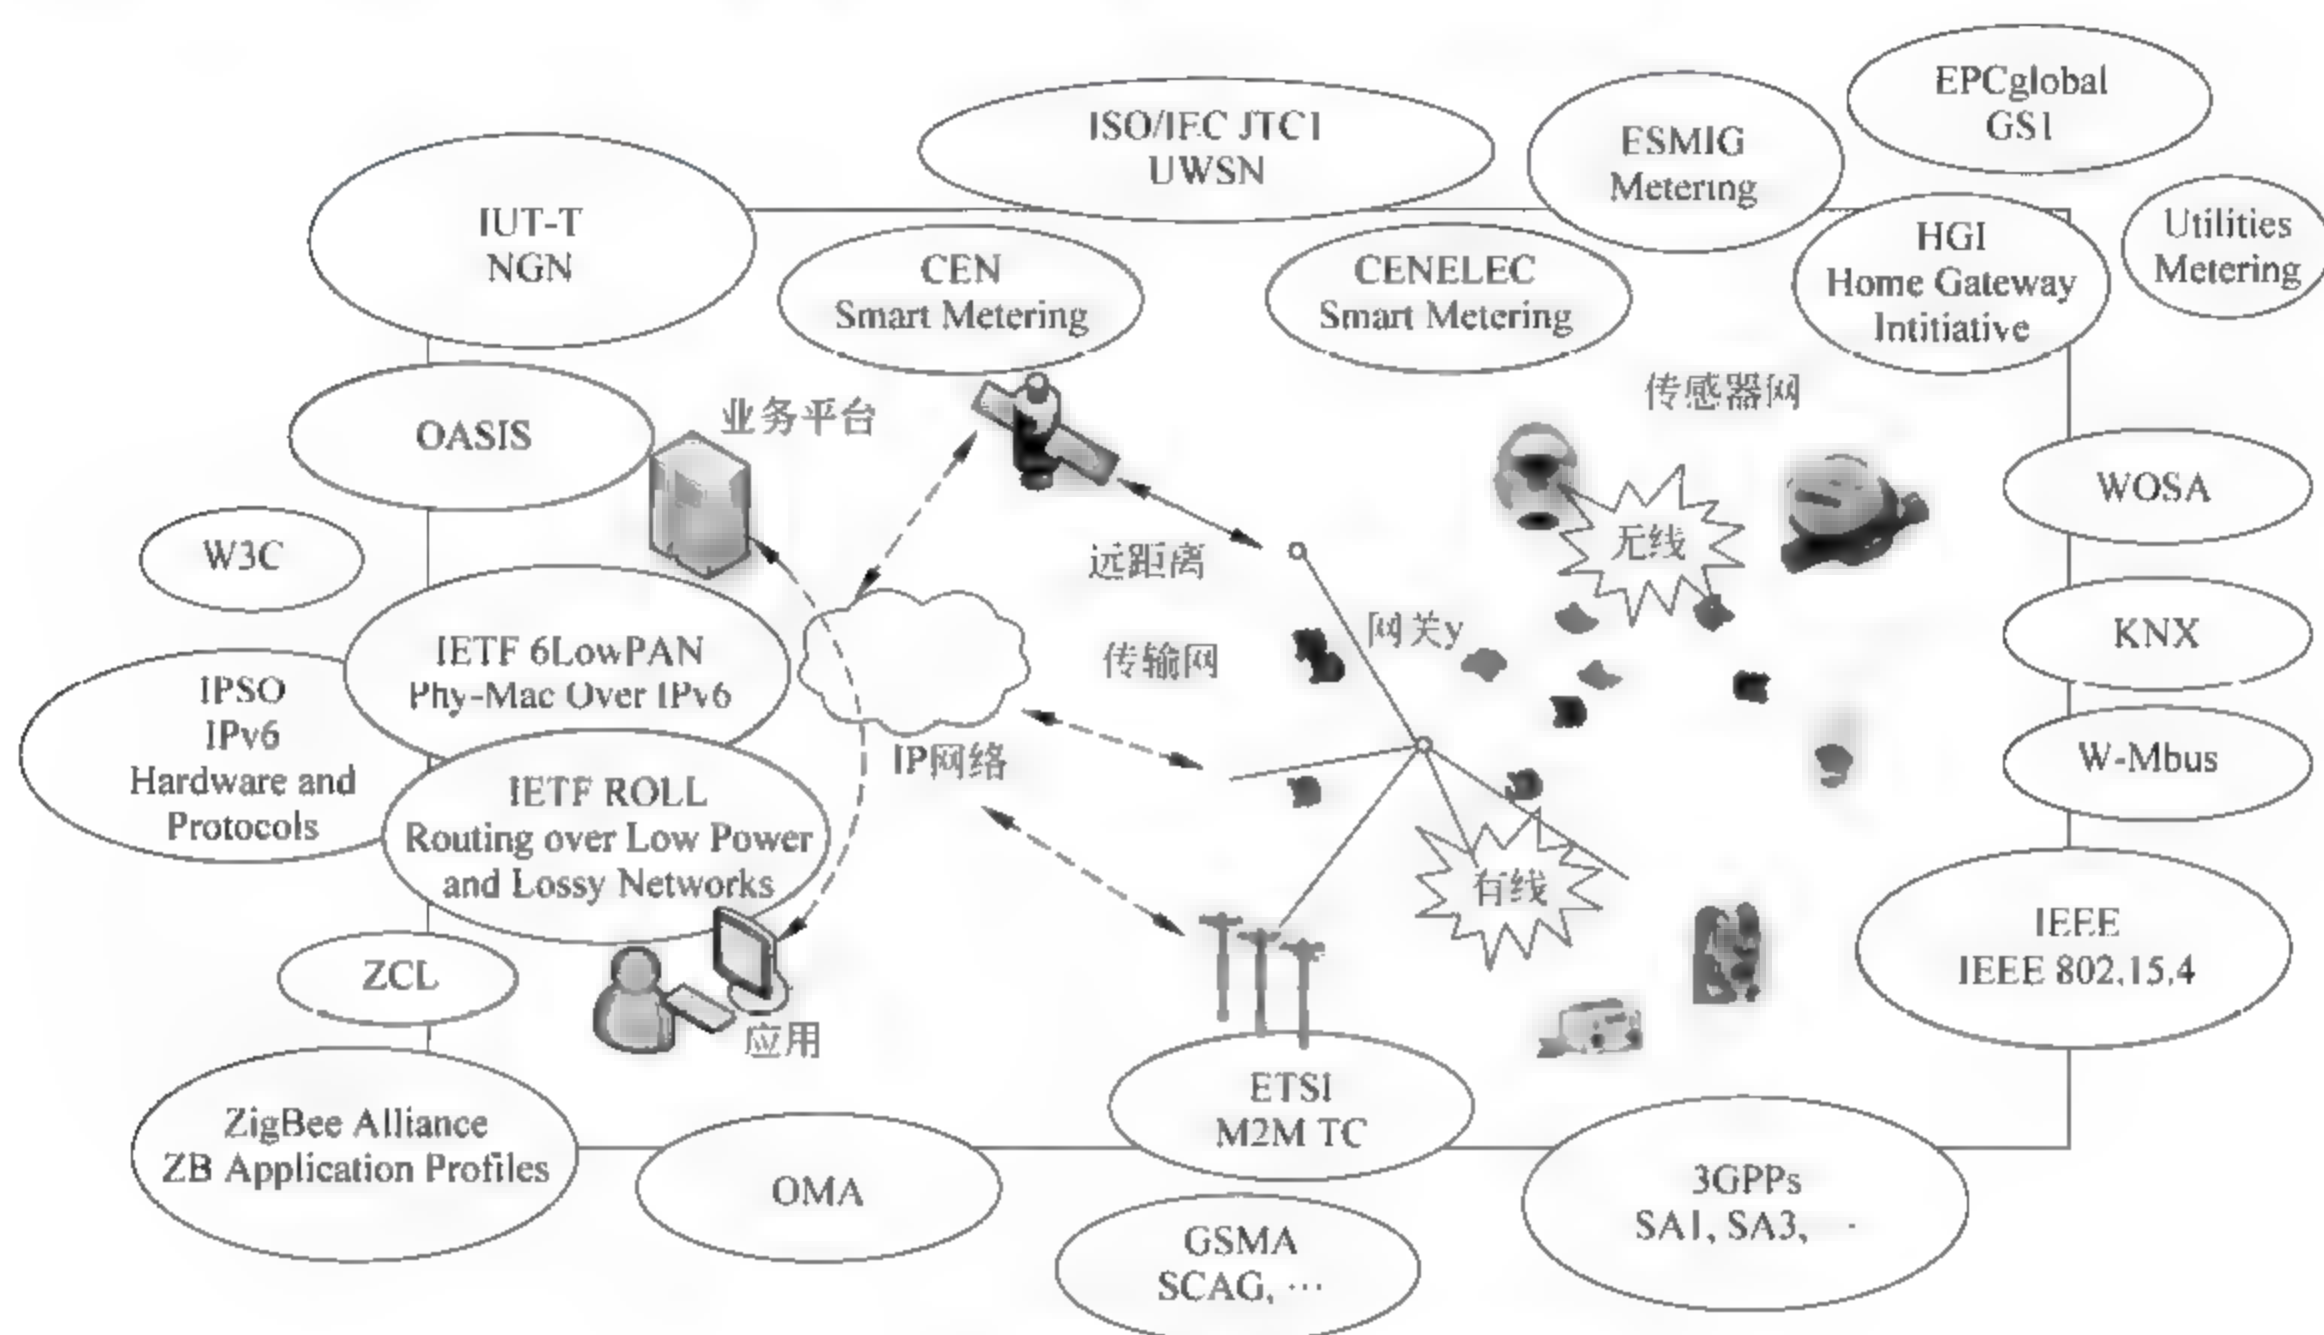 EPCglobal
GS1
ISO/IEC JTC1
UWSN
ESMIG
Metering
IUT-T
NGN
Utilities
Metering
CEN
Smart Metering
CENELEC
Smart Metering
HGI
Home Gateway
Intitiative
OASIS
业务平台
传感器网
WOSA
W3C
远距离
无线
IETF 6LowPAN
Phy-Mac Over IPv6
传输网
网关y
KNX
IPSO
IPv6
Hardware and
Protocols
IP网络
W-Mbus
IETF ROLL
Routing over Low Power
and Lossy Networks
有线
IEEE
IEEE 802.15.4
ZCL
应用
ETSI
M2M TC
ZigBee Alliance
ZB Application Profiles
OMA
3GPPs
SA1, SA3,
GSMA
SCAG, …